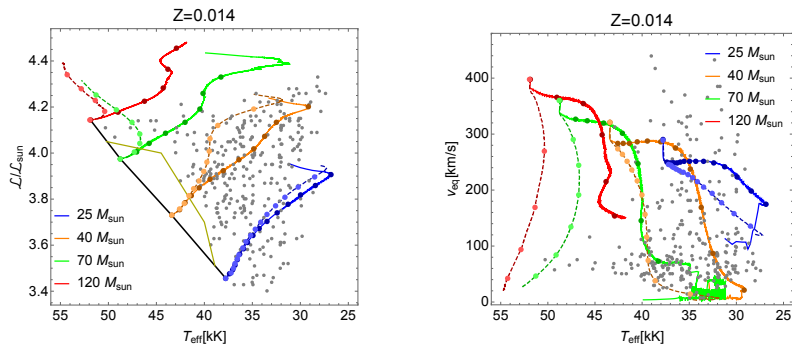 Z=0.014
4.4
4.2
4.0
3.8
3.6
3.4
ℒ/ℒsun
25 Msun
40 Msun
70 Msun
120 Msun
55 50 45 40 35 30 25
Teff[kK]
Z=0.014
400
300
200
100
0
veq[km/s]
25 Msun
40 Msun
70 Msun
120 Msun
55 50 45 40 35 30 25
Teff[kK]